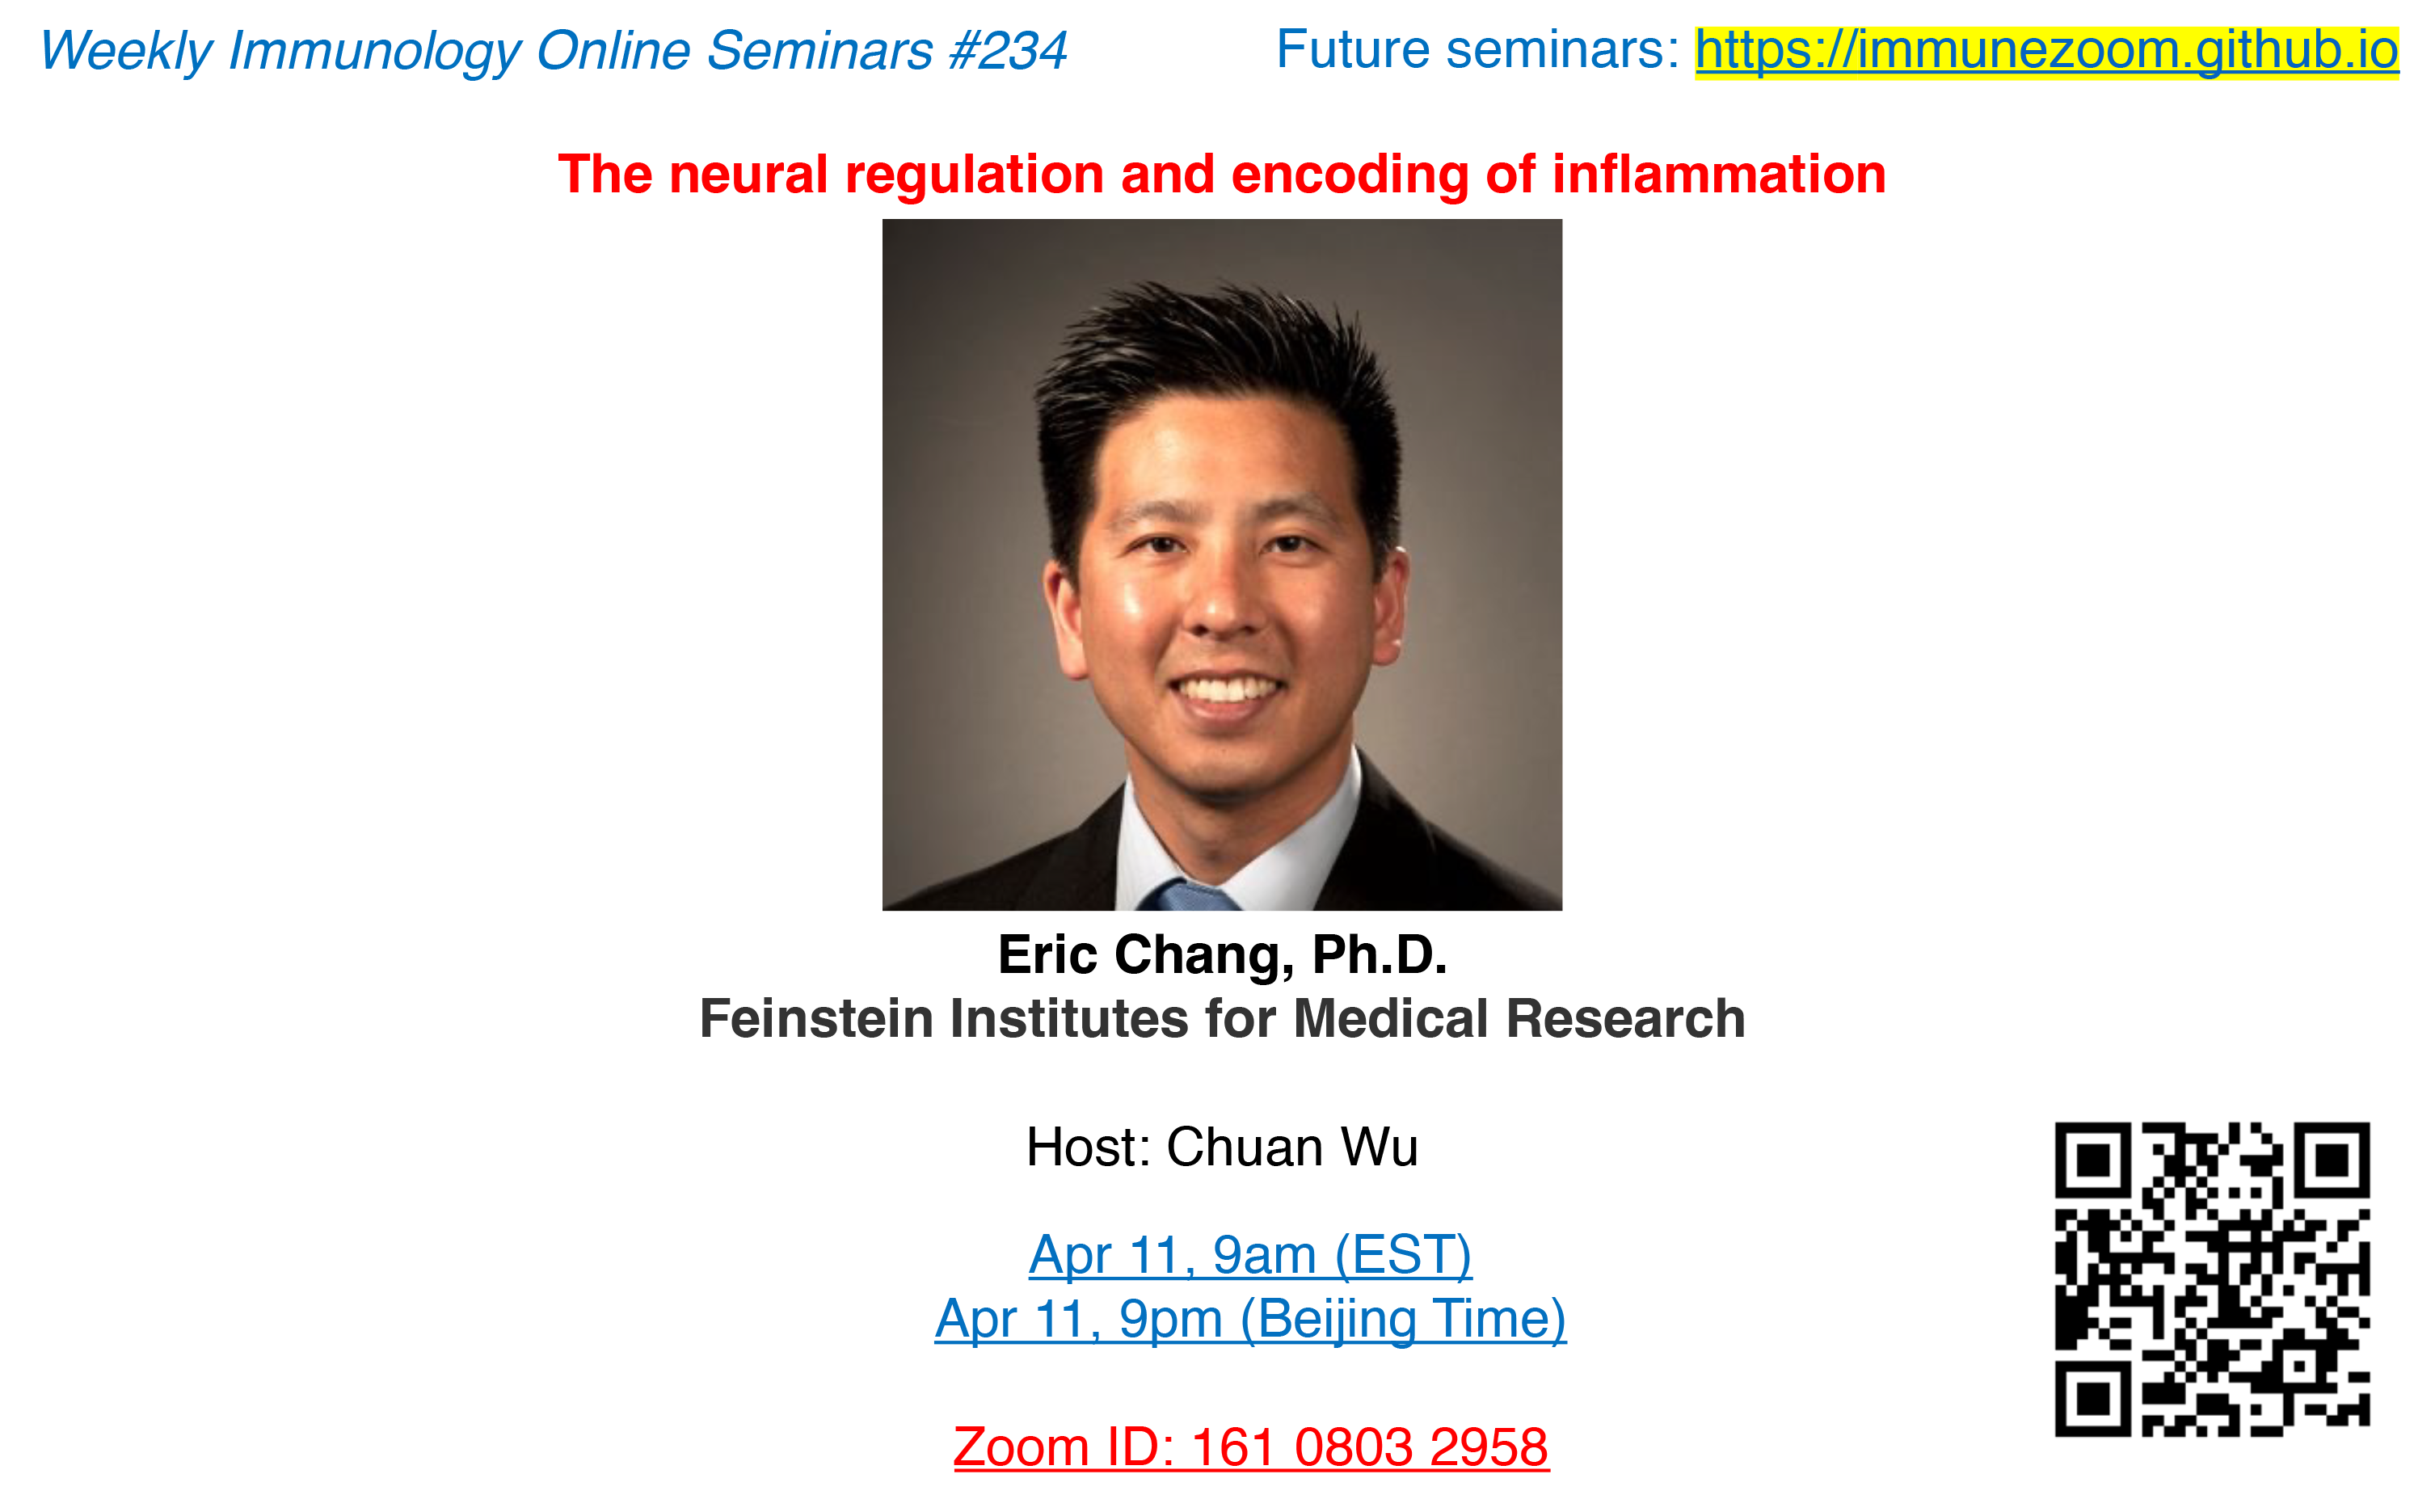 Weekly Immunology Online Seminars #234
Future seminars: https://immunezoom.github.io
The neural regulation and encoding of inflammation
Eric Chang, Ph.D.
Feinstein Institutes for Medical Research
Host: Chuan Wu
Apr 11, 9am (EST)
Apr 11, 9pm (Beijing Time)
Zoom ID: 161 0803 2958